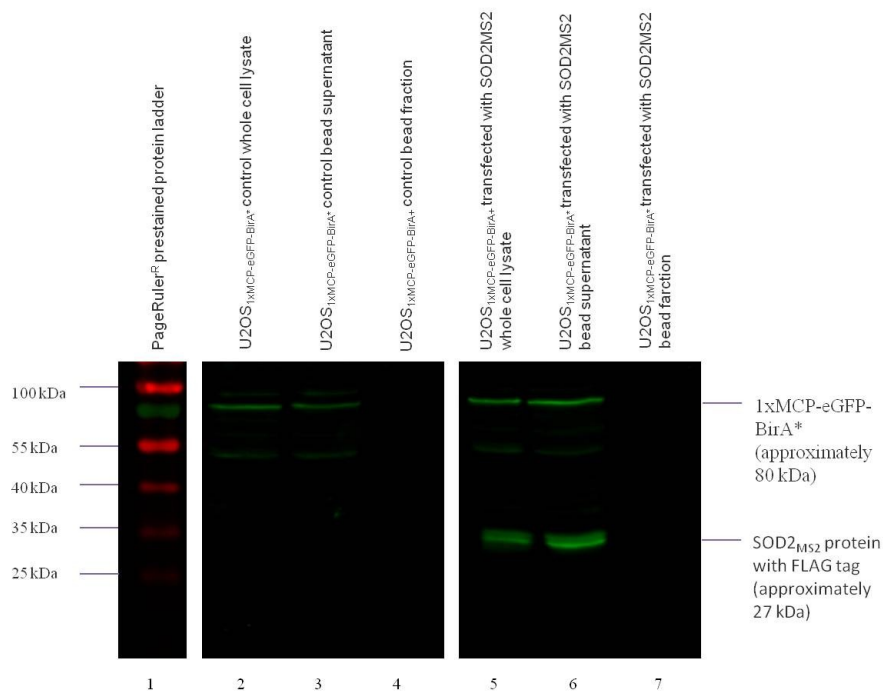 PageRulerᴿ prestained protein ladder
U2OS1xMCP-eGFP-BirA* control whole cell lysate
U2OS1xMCP-eGFP-BirA* control bead supernatant
U2OS1xMCP-eGFP-BirA+ control bead fraction
U2OS1xMCP-eGFP-BirA+ transfected with SOD2MS2
whole cell lysate
U2OS1xMCP-eGFP-BirA* transfected with SOD2MS2
bead supernatant
U2OS1xMCP-eGFP-BirA* transfected with SOD2MS2
bead farction
100 kDa
55 kDa
40 kDa
35 kDa
25 kDa
1xMCP-eGFP-
BirA*
(approximately
80 kDa)
SOD2MS2 protein
with FLAG tag
(approximately
27 kDa)
1
2
3
4
5
6
7